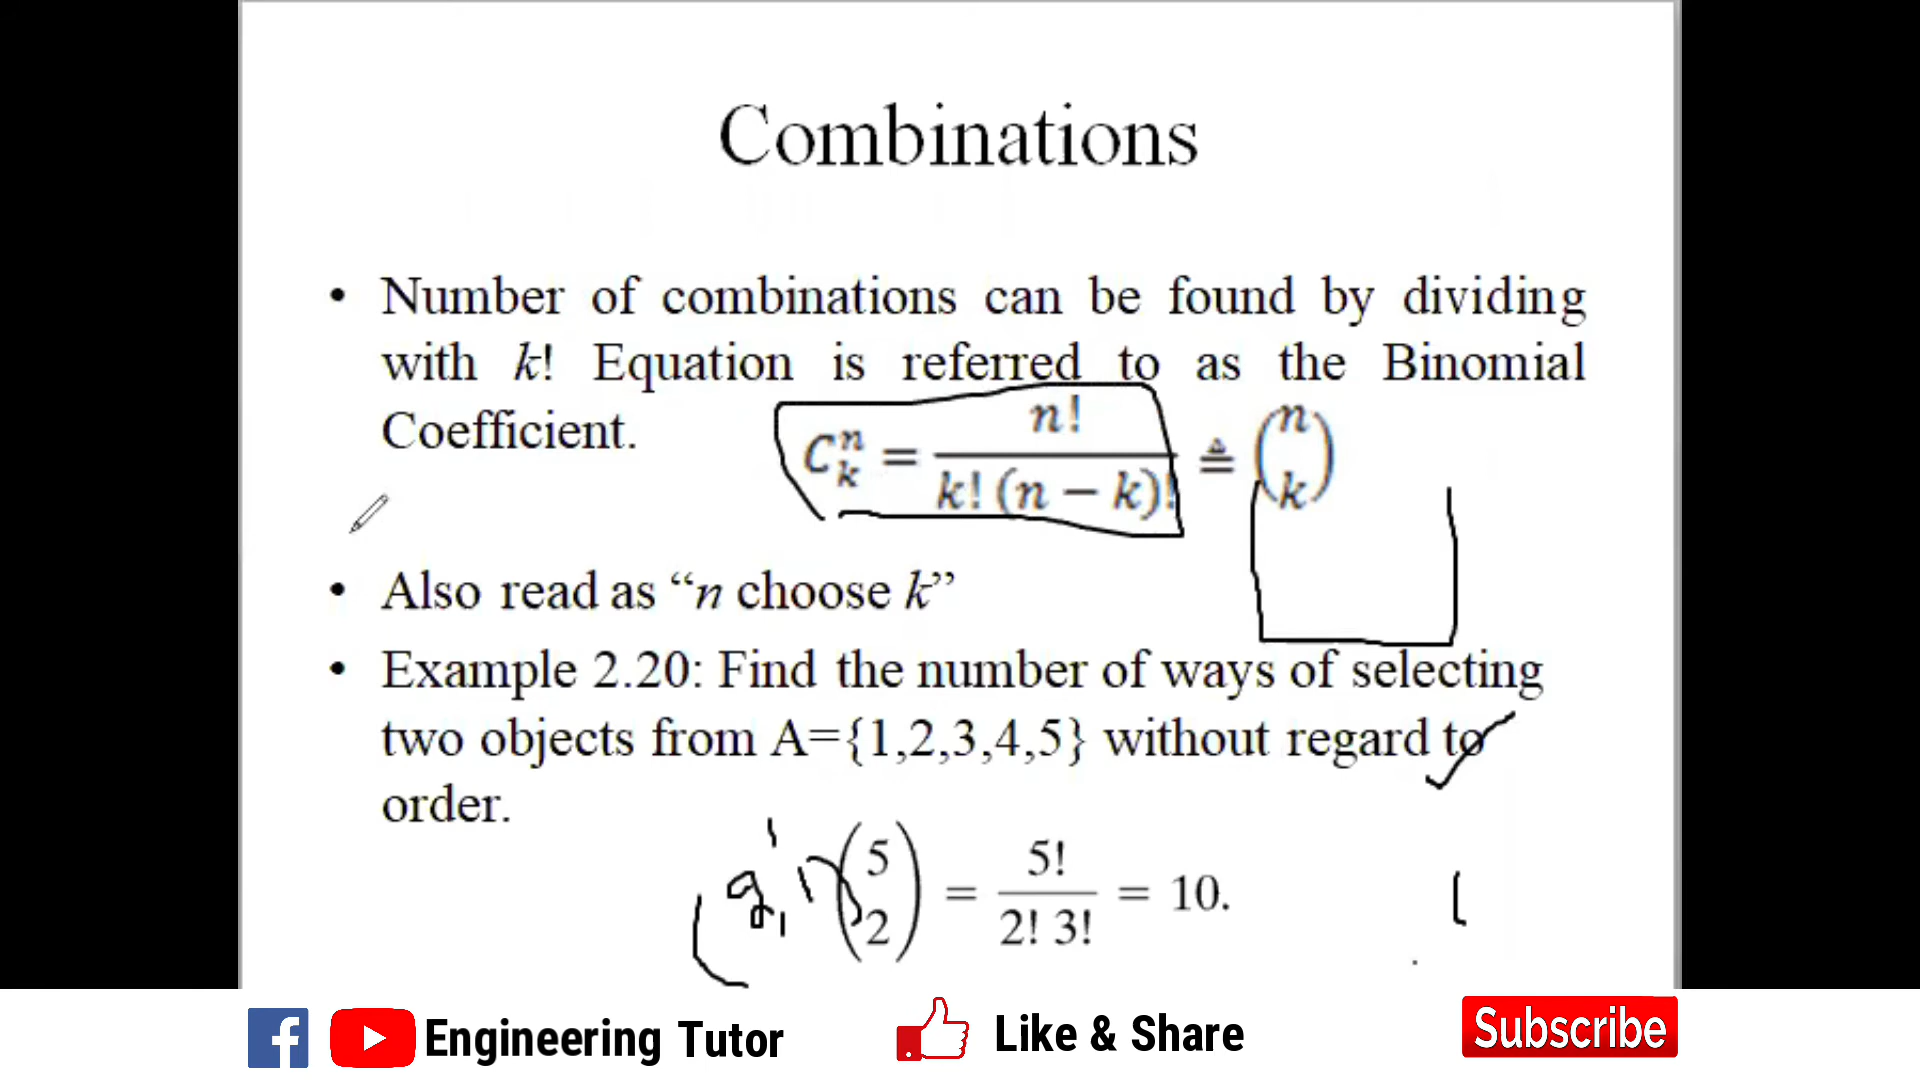 Combinations
• Number of combinations can be found by dividing
with k! Equation is referred to as the Binomial
Coefficient.
C^n_k = n! / k! (n − k)! ≜ (n k)
• Also read as “n choose k”
• Example 2.20: Find the number of ways of selecting
two objects from A={1,2,3,4,5} without regard to
order.
(5 2) = 5! / 2! 3! = 10.
Engineering Tutor
Like & Share
Subscribe